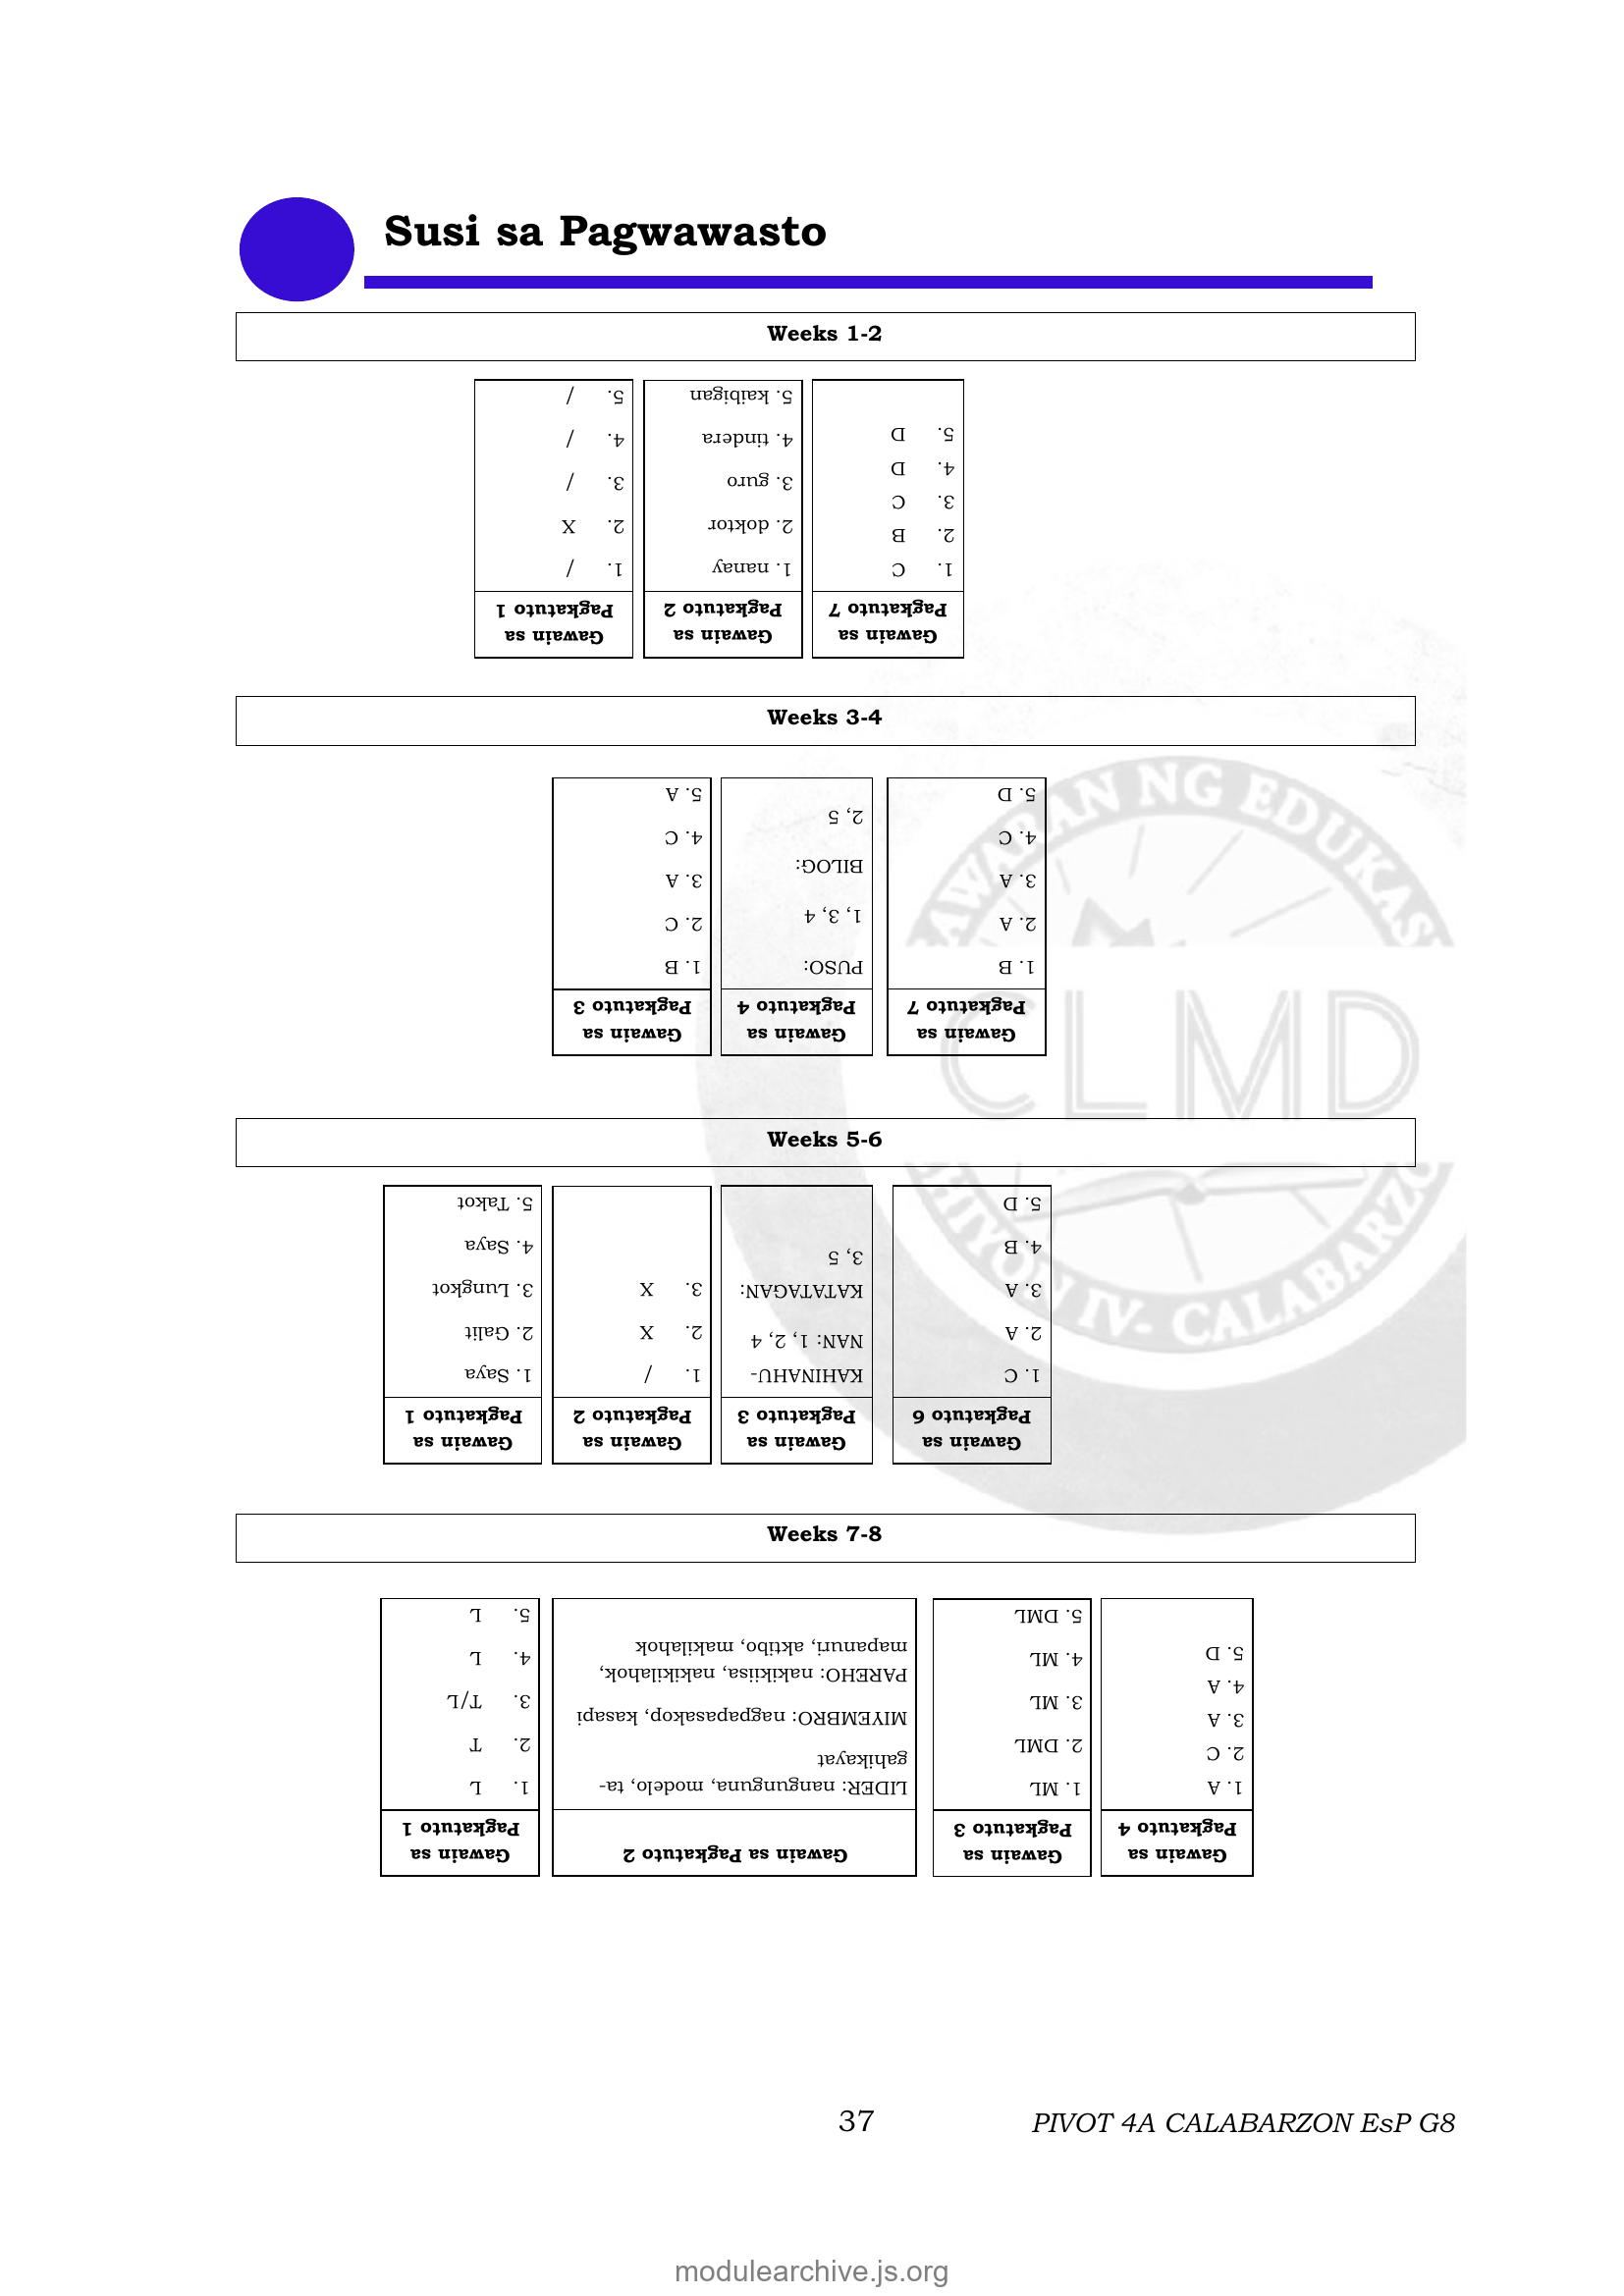 Susi sa Pagwawasto
Weeks 1-2
Gawain sa
Pagkatuto 1
1. /
2. X
3. /
4. /
5. /
Gawain sa
Pagkatuto 2
1. nanay
2. doktor
3. guro
4. tindera
5. kaibigan
Gawain sa
Pagkatuto 7
1. C
2. B
3. C
4. D
5. D
Weeks 3-4
Gawain sa
Pagkatuto 3
1. B
2. C
3. A
4. C
5. A
Gawain sa
Pagkatuto 4
PUSO:
1, 3, 4
BILOG:
2, 5
Gawain sa
Pagkatuto 7
1. B
2. A
3. A
4. C
5. D
Weeks 5-6
Gawain sa
Pagkatuto 1
1. Saya
2. Galit
3. Lungkot
4. Saya
5. Takot
Gawain sa
Pagkatuto 2
1. /
2. X
3. X
Gawain sa
Pagkatuto 3
KAHINAHU-
NAN: 1, 2, 4
KATATAGAN:
3, 5
Gawain sa
Pagkatuto 6
1. C
2. A
3. A
4. B
5. D
Weeks 7-8
Gawain sa
Pagkatuto 1
1. L
2. T
3. T/L
4. L
5. L
Gawain sa Pagkatuto 2
LIDER: nangunguna, modelo, ta-
gahikayat
MIYEMBRO: nagpapasakop, kasapi
PAREHO: nakikiisa, nakikilahok,
mapanuri, aktibo, makilahok
Gawain sa
Pagkatuto 3
1. ML
2. DML
3. ML
4. ML
5. DML
Gawain sa
Pagkatuto 4
1. A
2. C
3. A
4. A
5. D
CLMD
IV- CALABARZO
37
PIVOT 4A CALABARZON EsP G8
modulearchive.js.org